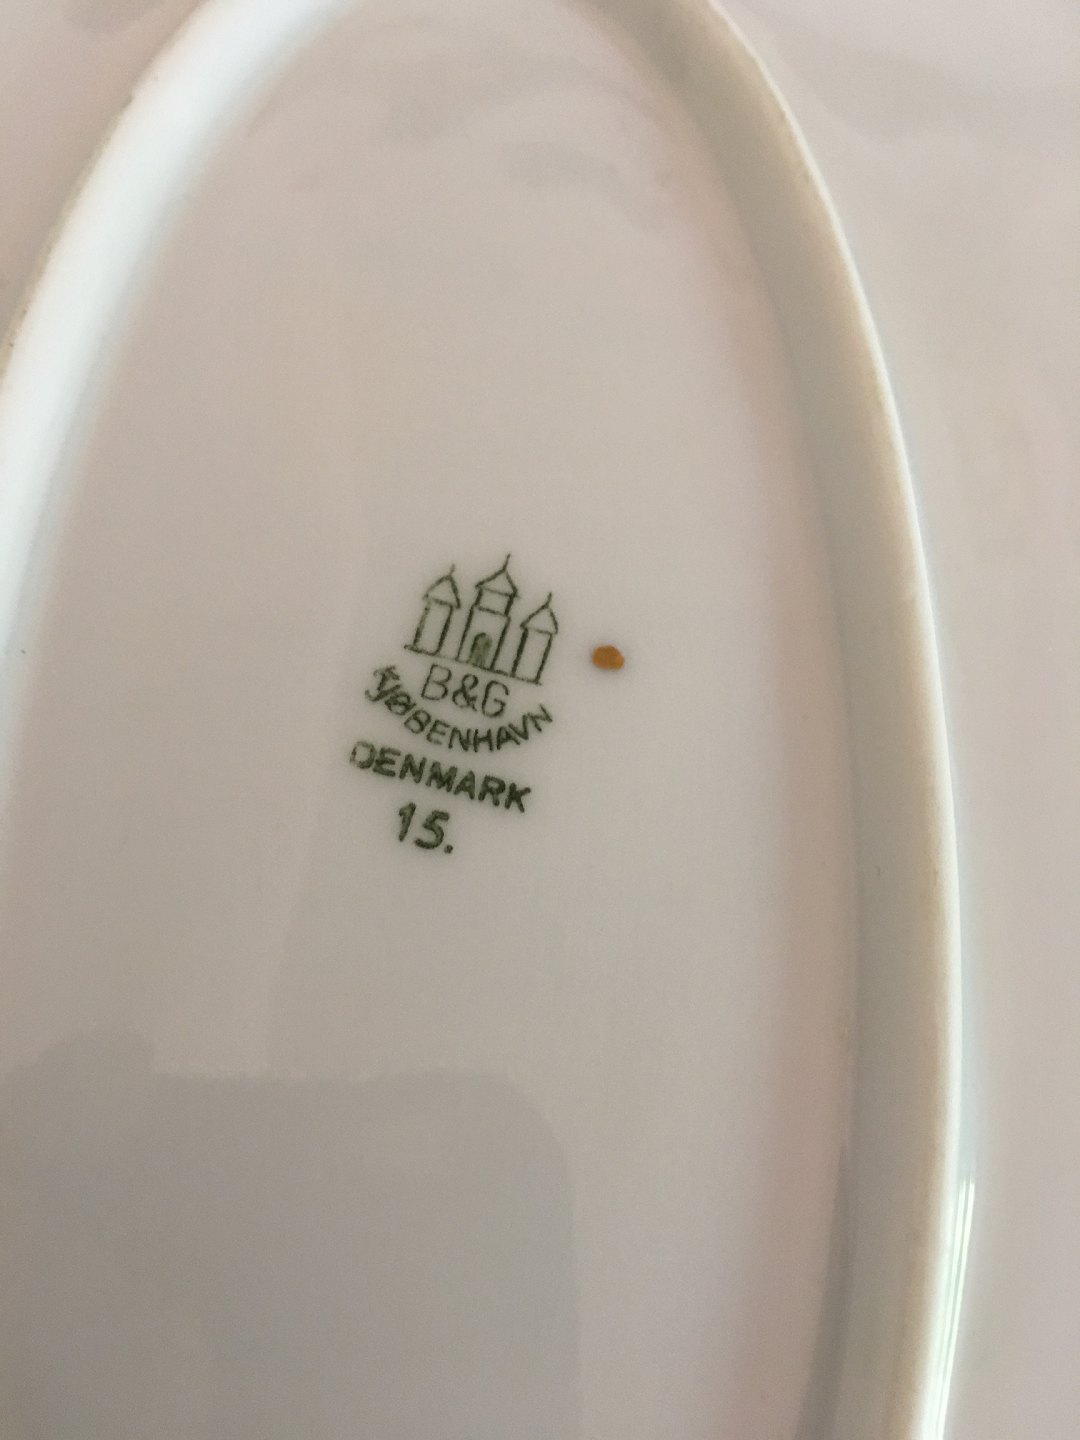 B&G
KJØBENHAVN
DENMARK
15.